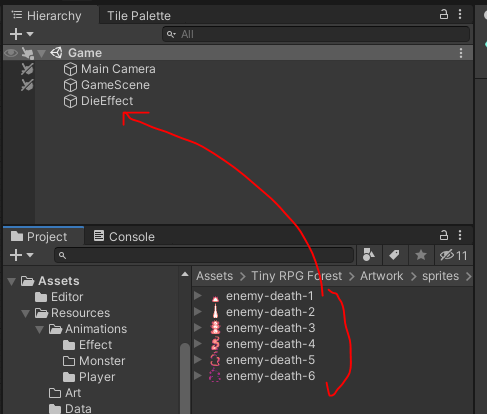 Hierarchy Tile Palette
All
Game
Main Camera
GameScene
DieEffect
Project Console
11
Assets
Editor
Resources
Animations
Effect
Monster
Player
Art
Data
Assets > Tiny RPG Forest > Artwork > sprites >
enemy-death-1
enemy-death-2
enemy-death-3
enemy-death-4
enemy-death-5
enemy-death-6